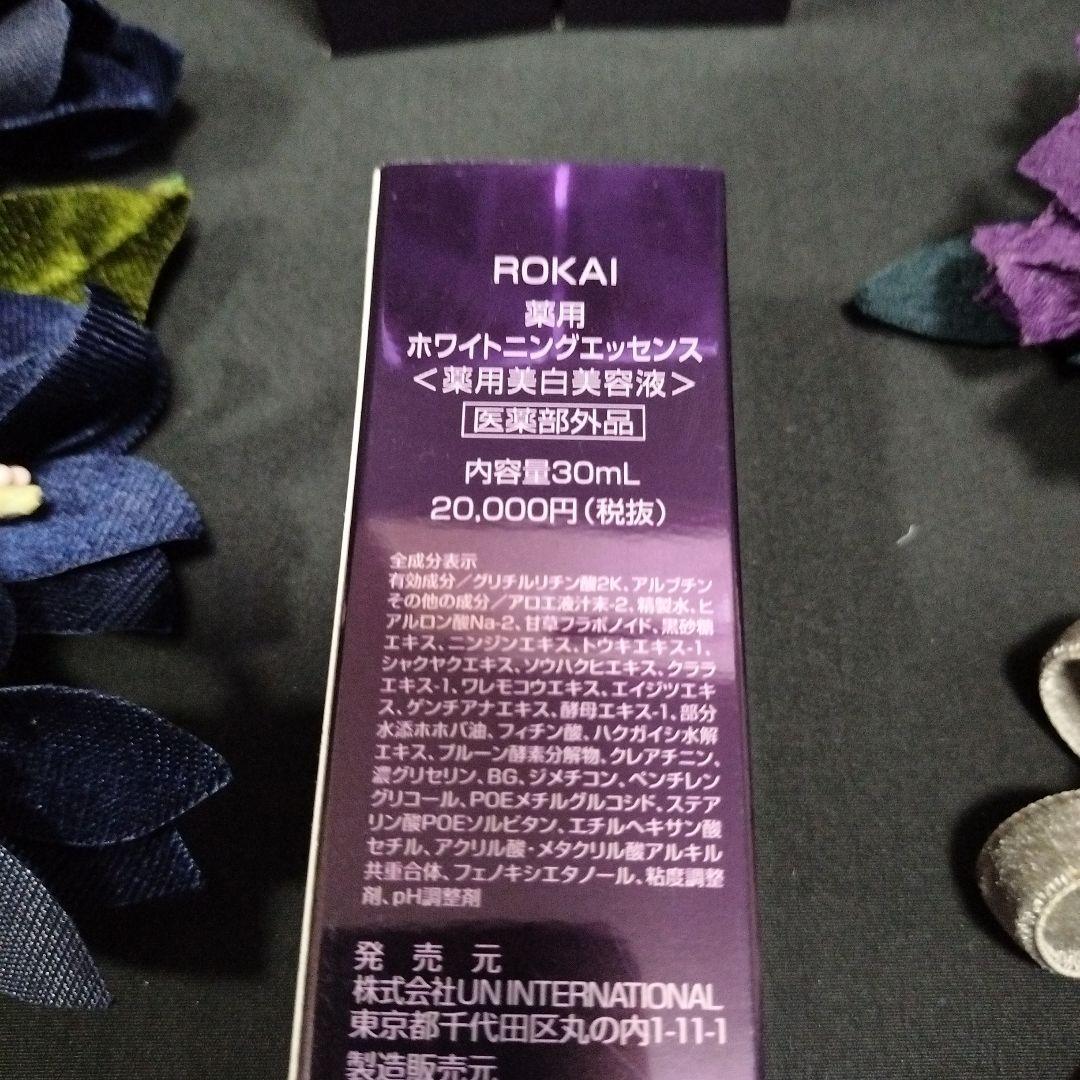 ROKAI
薬用
ホワイトニングエッセンス
＜薬用美白美容液＞
医薬部外品
内容量30mL
20,000円（税抜）
全成分表示
有効成分／グリチルリチン酸2K、アルブチン
その他の成分／アロエ液汁末-2、精製水、ヒ
アルロン酸Na-2、甘草フラボノイド、黒砂糖
エキス、ニンジンエキス、トウキエキス-1、
シャクヤクエキス、ソウハクヒエキス、クララ
エキス-1、ワレモコウエキス、エイジツエキ
ス、ゲンチアナエキス、酵母エキス-1、部分
水添ホホバ油、フィチン酸、ハクガイシ水解
エキス、プルーン酵素分解物、クレアチニン、
濃グリセリン、BG、ジメチコン、ペンチレン
グリコール、POEメチルグルコシド、ステア
リン酸POEソルビタン、エチルヘキサン酸
セチル、アクリル酸・メタクリル酸アルキル
共重合体、フェノキシエタノール、粘度調整
剤、pH調整剤
発売元
株式会社UN INTERNATIONAL
東京都千代田区丸の内1-11-1
製造販売元